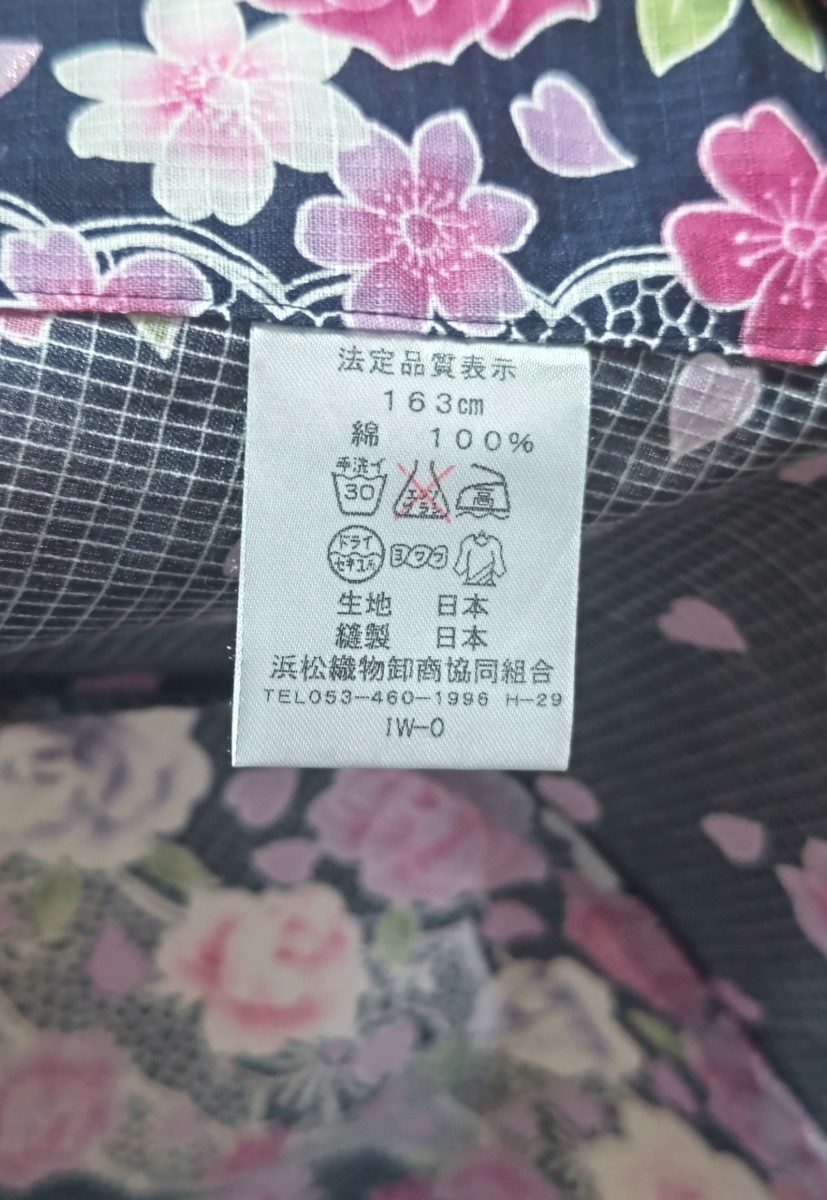 法定品質表示
163cm
綿 100%
手洗イ
30 エンソ サラシ 高
ドライ セキユ系 ヨワク
生地 日本
縫製 日本
浜松織物卸商協同組合
TEL053-460-1996 H-29
IW-0